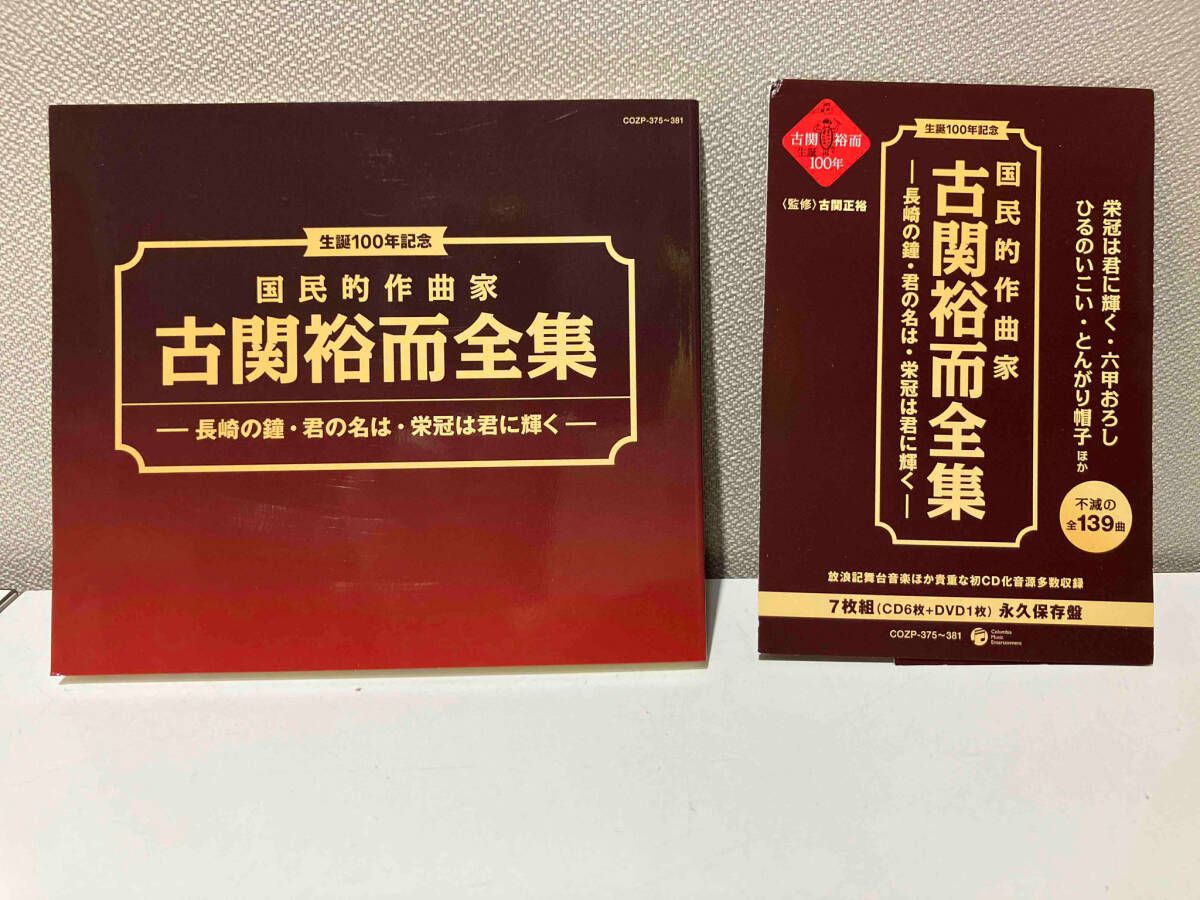 COZP-375~381
生誕100年記念
国民的作曲家
古関裕而全集
― 長崎の鐘・君の名は・栄冠は君に輝く ―
古関裕而
生誕
100年
〈監修〉古関正裕
生誕100年記念
国民的作曲家
古関裕而全集
―長崎の鐘・君の名は・栄冠は君に輝く―
栄冠は君に輝く・六甲おろし
ひるのいこい・とんがり帽子 ほか
不滅の
全139曲
放浪記舞台音楽ほか貴重な初CD化音源多数収録
7枚組(CD6枚+DVD1枚) 永久保存盤
COZP-375~381
Columbia
Music
Entertainment